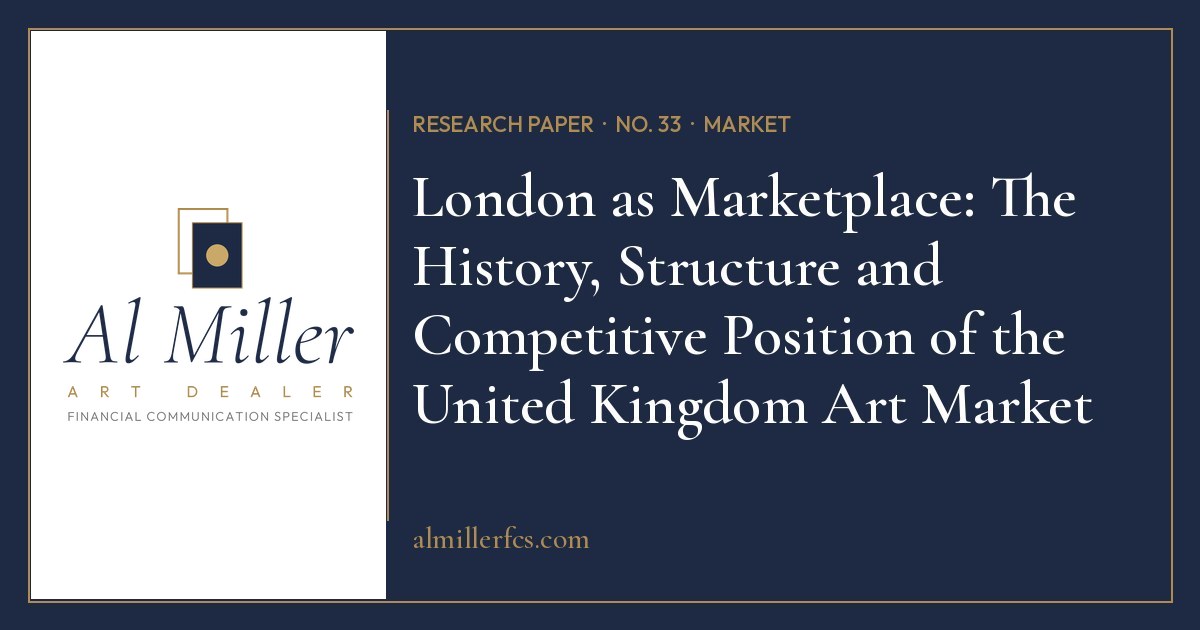 Al Miller
ART DEALER
FINANCIAL COMMUNICATION SPECIALIST
RESEARCH PAPER · NO. 33 · MARKET
London as Marketplace: The
History, Structure and
Competitive Position of the
United Kingdom Art Market
almillerfcs.com